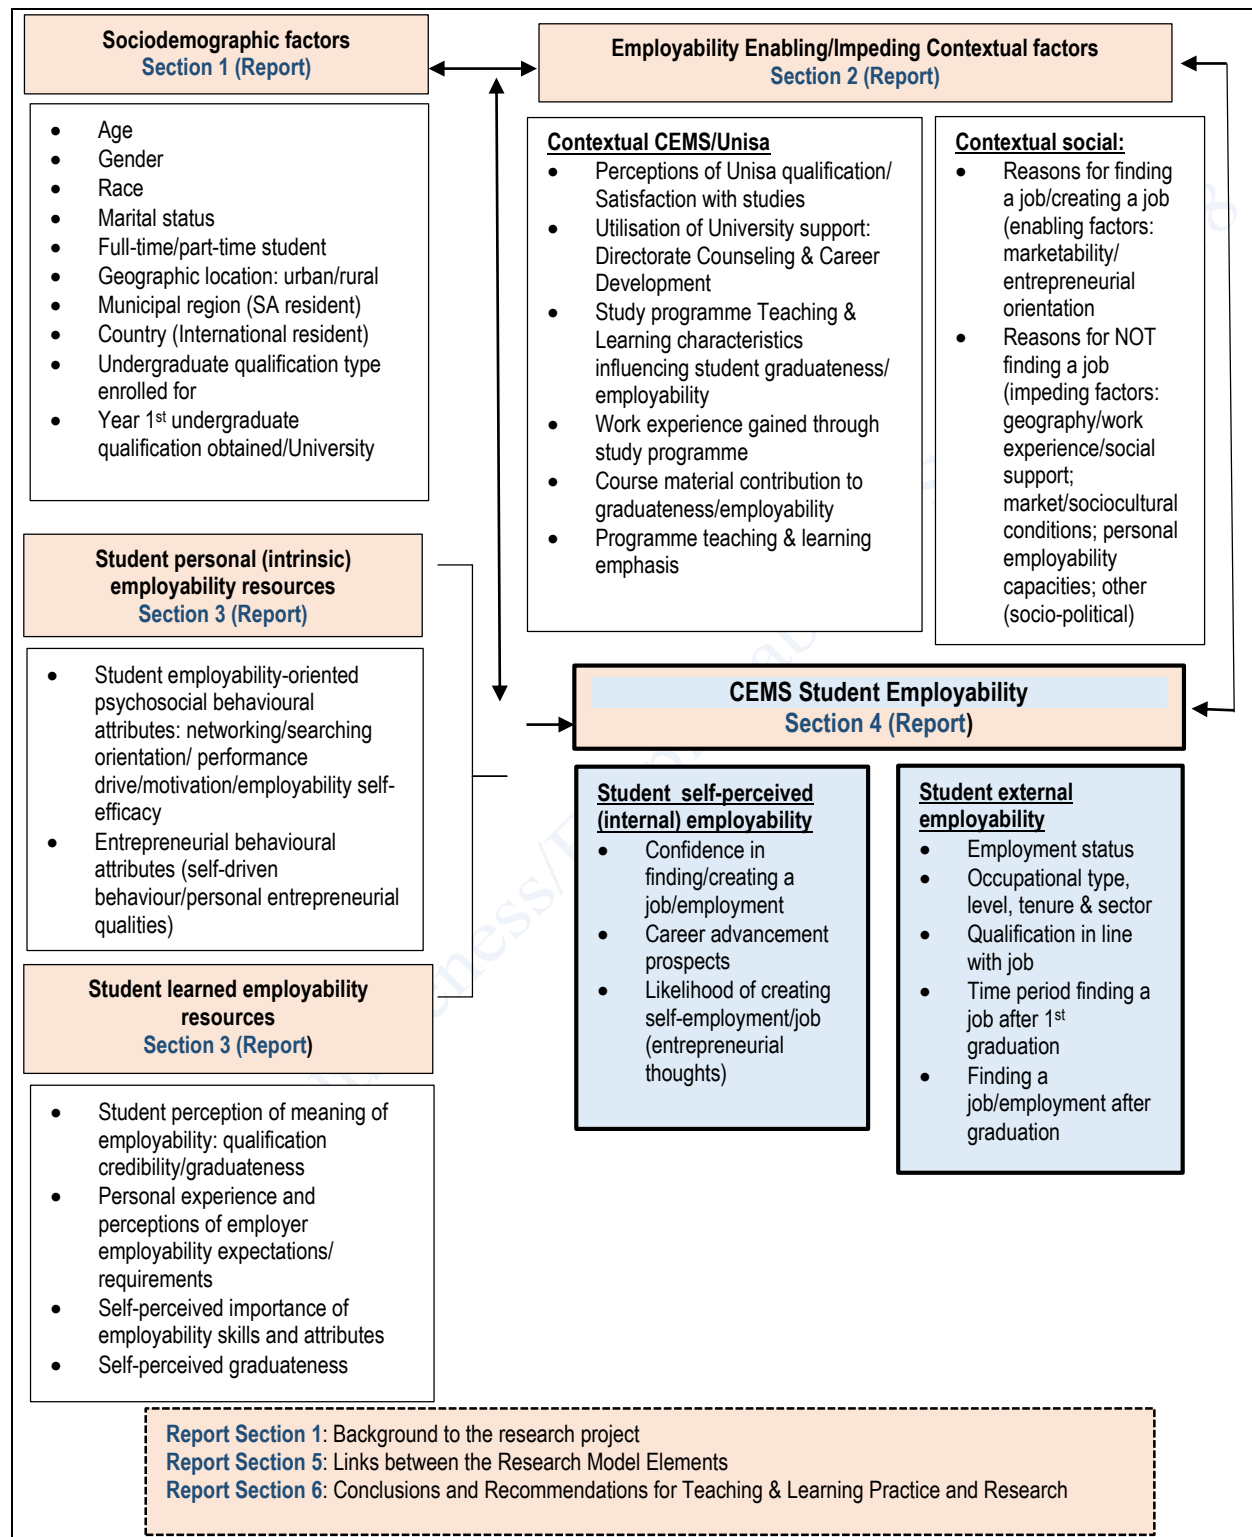 Sociodemographic factors
Section 1 (Report)
● Age
● Gender
● Race
● Marital status
● Full-time/part-time student
● Geographic location: urban/rural
● Municipal region (SA resident)
● Country (International resident)
● Undergraduate qualification type
enrolled for
● Year 1st undergraduate
qualification obtained/University
Employability Enabling/Impeding Contextual factors
Section 2 (Report)
Contextual CEMS/Unisa
● Perceptions of Unisa qualification/
Satisfaction with studies
● Utilisation of University support:
Directorate Counseling & Career
Development
● Study programme Teaching &
Learning characteristics
influencing student graduateness/
employability
● Work experience gained through
study programme
● Course material contribution to
graduateness/employability
● Programme teaching & learning
emphasis
Contextual social:
● Reasons for finding
a job/creating a job
(enabling factors:
marketability/
entrepreneurial
orientation
● Reasons for NOT
finding a job
(impeding factors:
geography/work
experience/social
support;
market/sociocultural
conditions; personal
employability
capacities; other
(socio-political)
Student personal (intrinsic)
employability resources
Section 3 (Report)
● Student employability-oriented
psychosocial behavioural
attributes: networking/searching
orientation/ performance
drive/motivation/employability self-
efficacy
● Entrepreneurial behavioural
attributes (self-driven
behaviour/personal entrepreneurial
qualities)
Student learned employability
resources
Section 3 (Report)
● Student perception of meaning of
employability: qualification
credibility/graduateness
● Personal experience and
perceptions of employer
employability expectations/
requirements
● Self-perceived importance of
employability skills and attributes
● Self-perceived graduateness
CEMS Student Employability
Section 4 (Report)
Student self-perceived
(internal) employability
● Confidence in
finding/creating a
job/employment
● Career advancement
prospects
● Likelihood of creating
self-employment/job
(entrepreneurial
thoughts)
Student external
employability
● Employment status
● Occupational type,
level, tenure & sector
● Qualification in line
with job
● Time period finding a
job after 1st
graduation
● Finding a
job/employment after
graduation
Report Section 1: Background to the research project
Report Section 5: Links between the Research Model Elements
Report Section 6: Conclusions and Recommendations for Teaching & Learning Practice and Research